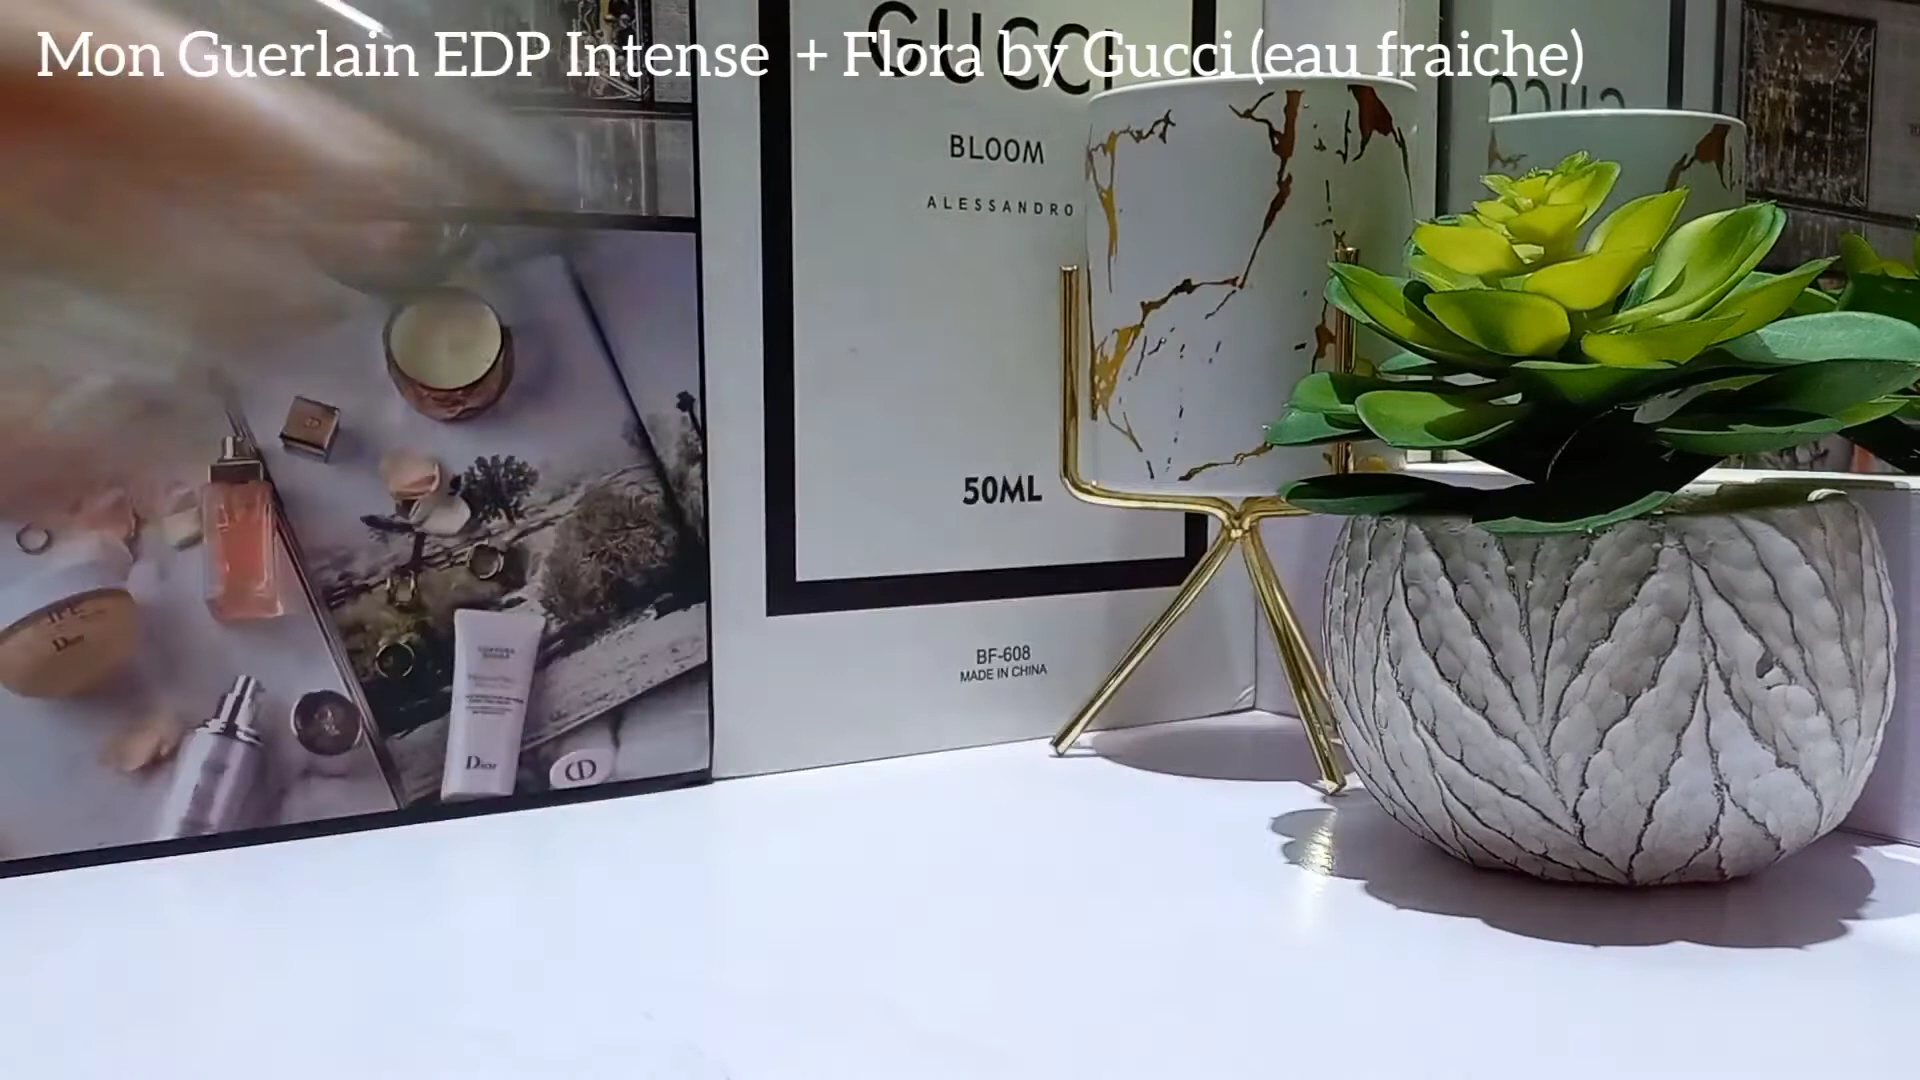 Mon Guerlain EDP Intense + Flora by Gucci (eau fraiche)
GUCCI
BLOOM
ALESSANDRO
50ML
BF-608
MADE IN CHINA
Dior
Dior